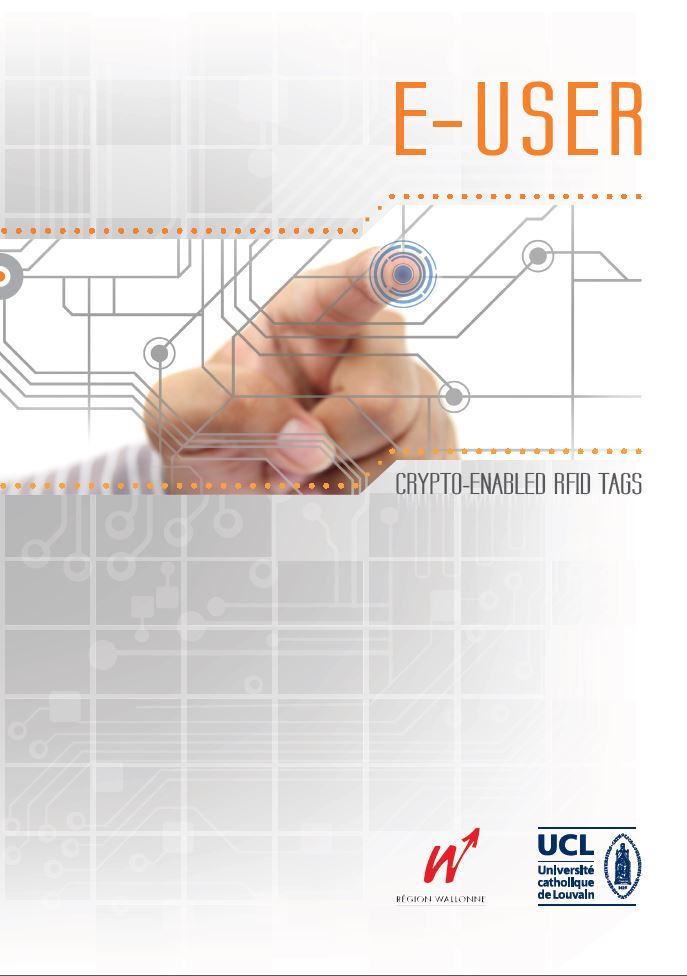 E-USER
CRYPTO-ENABLED RFID TAGS
RÉGION WALLONNE
UCL
Université
catholique
de Louvain